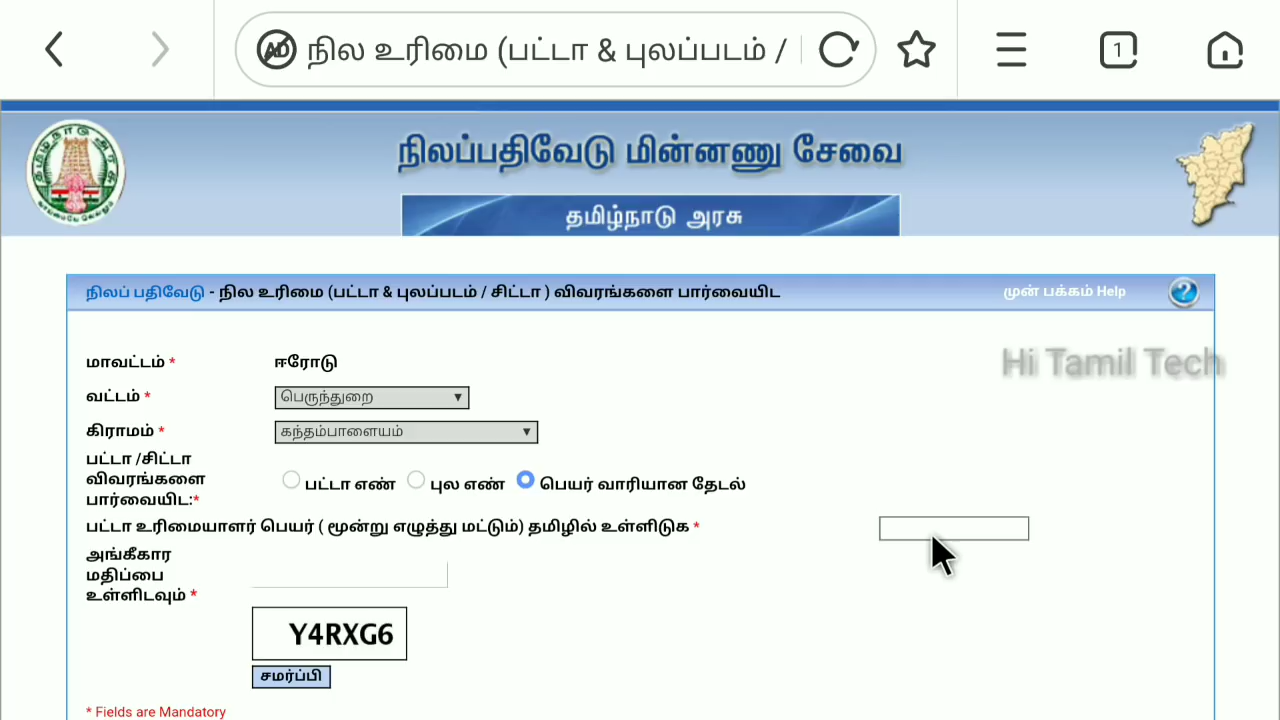 நில உரிமை (பட்டா & புலப்படம் /
1
நிலப்பதிவேடு மின்னணு சேவை
தமிழ்நாடு அரசு
நிலப் பதிவேடு - நில உரிமை (பட்டா & புலப்படம் / சிட்டா ) விவரங்களை பார்வையிட முன் பக்கம் Help ?
Hi Tamil Tech
மாவட்டம் * ஈரோடு
வட்டம் * பெருந்துறை
கிராமம் * கந்தம்பாளையம்
பட்டா /சிட்டா
விவரங்களை
பார்வையிட:*
பட்டா எண் புல எண் பெயர் வாரியான தேடல்
பட்டா உரிமையாளர் பெயர் ( மூன்று எழுத்து மட்டும்) தமிழில் உள்ளிடுக *
அங்கீகார
மதிப்பை
உள்ளிடவும் *
Y4RXG6
சமர்ப்பி
* Fields are Mandatory